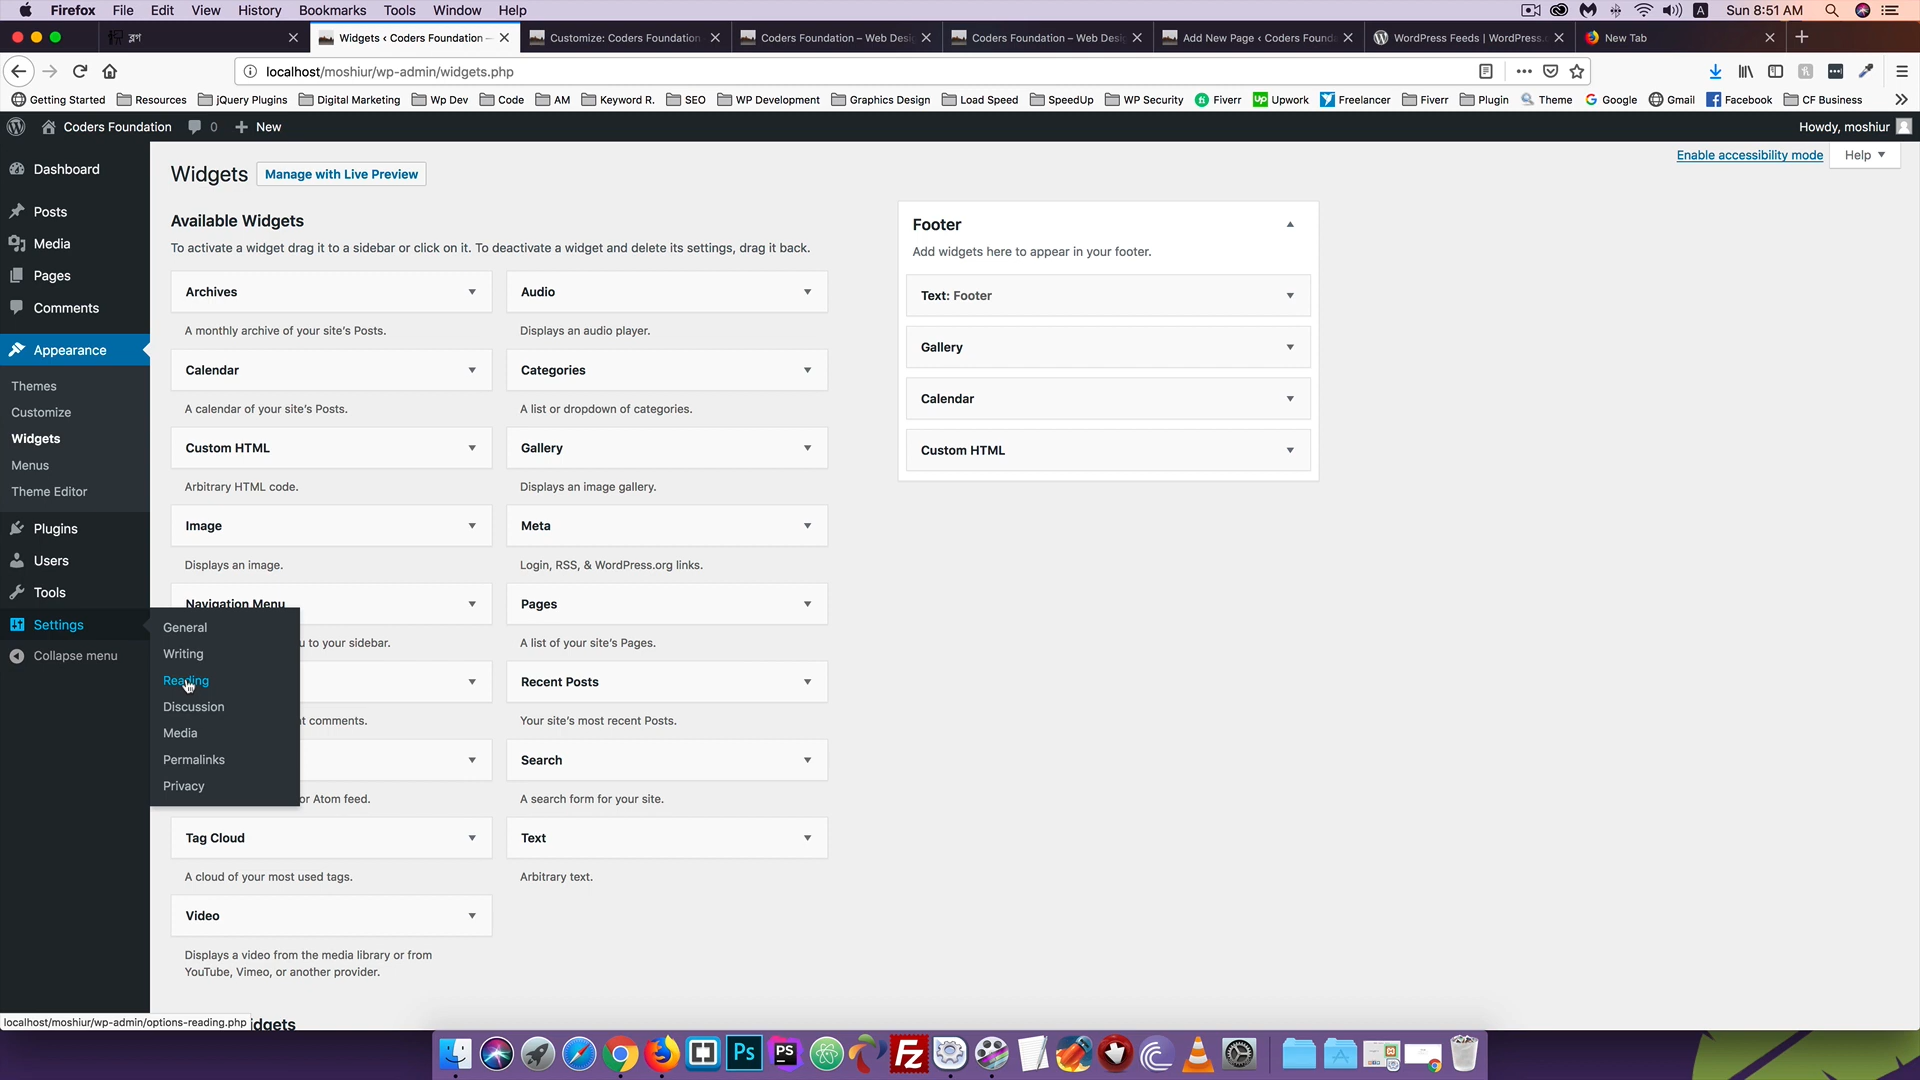 Firefox File Edit View History Bookmarks Tools Window Help
A Sun 8:51 AM
ব্লগ
Widgets ‹ Coders Foundation —
Customize: Coders Foundation
Coders Foundation – Web Desi
Coders Foundation – Web Desi
Add New Page ‹ Coders Founda
WordPress Feeds | WordPress.
New Tab
localhost/moshiur/wp-admin/widgets.php
Getting Started Resources jQuery Plugins Digital Marketing Wp Dev Code AM Keyword R. SEO WP Development Graphics Design Load Speed SpeedUp WP Security Fiverr Upwork Freelancer Fiverr Plugin Theme Google Gmail Facebook CF Business
Coders Foundation 0 New
Howdy, moshiur
Dashboard
Posts
Media
Pages
Comments
Appearance
Themes
Customize
Widgets
Menus
Theme Editor
Plugins
Users
Tools
Settings
Collapse menu
General
Writing
Reading
Discussion
Media
Permalinks
Privacy
Widgets
Manage with Live Preview
Enable accessibility mode
Help
Available Widgets
To activate a widget drag it to a sidebar or click on it. To deactivate a widget and delete its settings, drag it back.
Archives
A monthly archive of your site's Posts.
Audio
Displays an audio player.
Calendar
A calendar of your site's Posts.
Categories
A list or dropdown of categories.
Custom HTML
Arbitrary HTML code.
Gallery
Displays an image gallery.
Image
Displays an image.
Meta
Login, RSS, & WordPress.org links.
Navigation Menu
u to your sidebar.
Pages
A list of your site's Pages.
t comments.
Recent Posts
Your site's most recent Posts.
or Atom feed.
Search
A search form for your site.
Tag Cloud
A cloud of your most used tags.
Text
Arbitrary text.
Video
Displays a video from the media library or from
YouTube, Vimeo, or another provider.
Footer
Add widgets here to appear in your footer.
Text: Footer
Gallery
Calendar
Custom HTML
localhost/moshiur/wp-admin/options-reading.php
dgets
Ps
PS
FZ